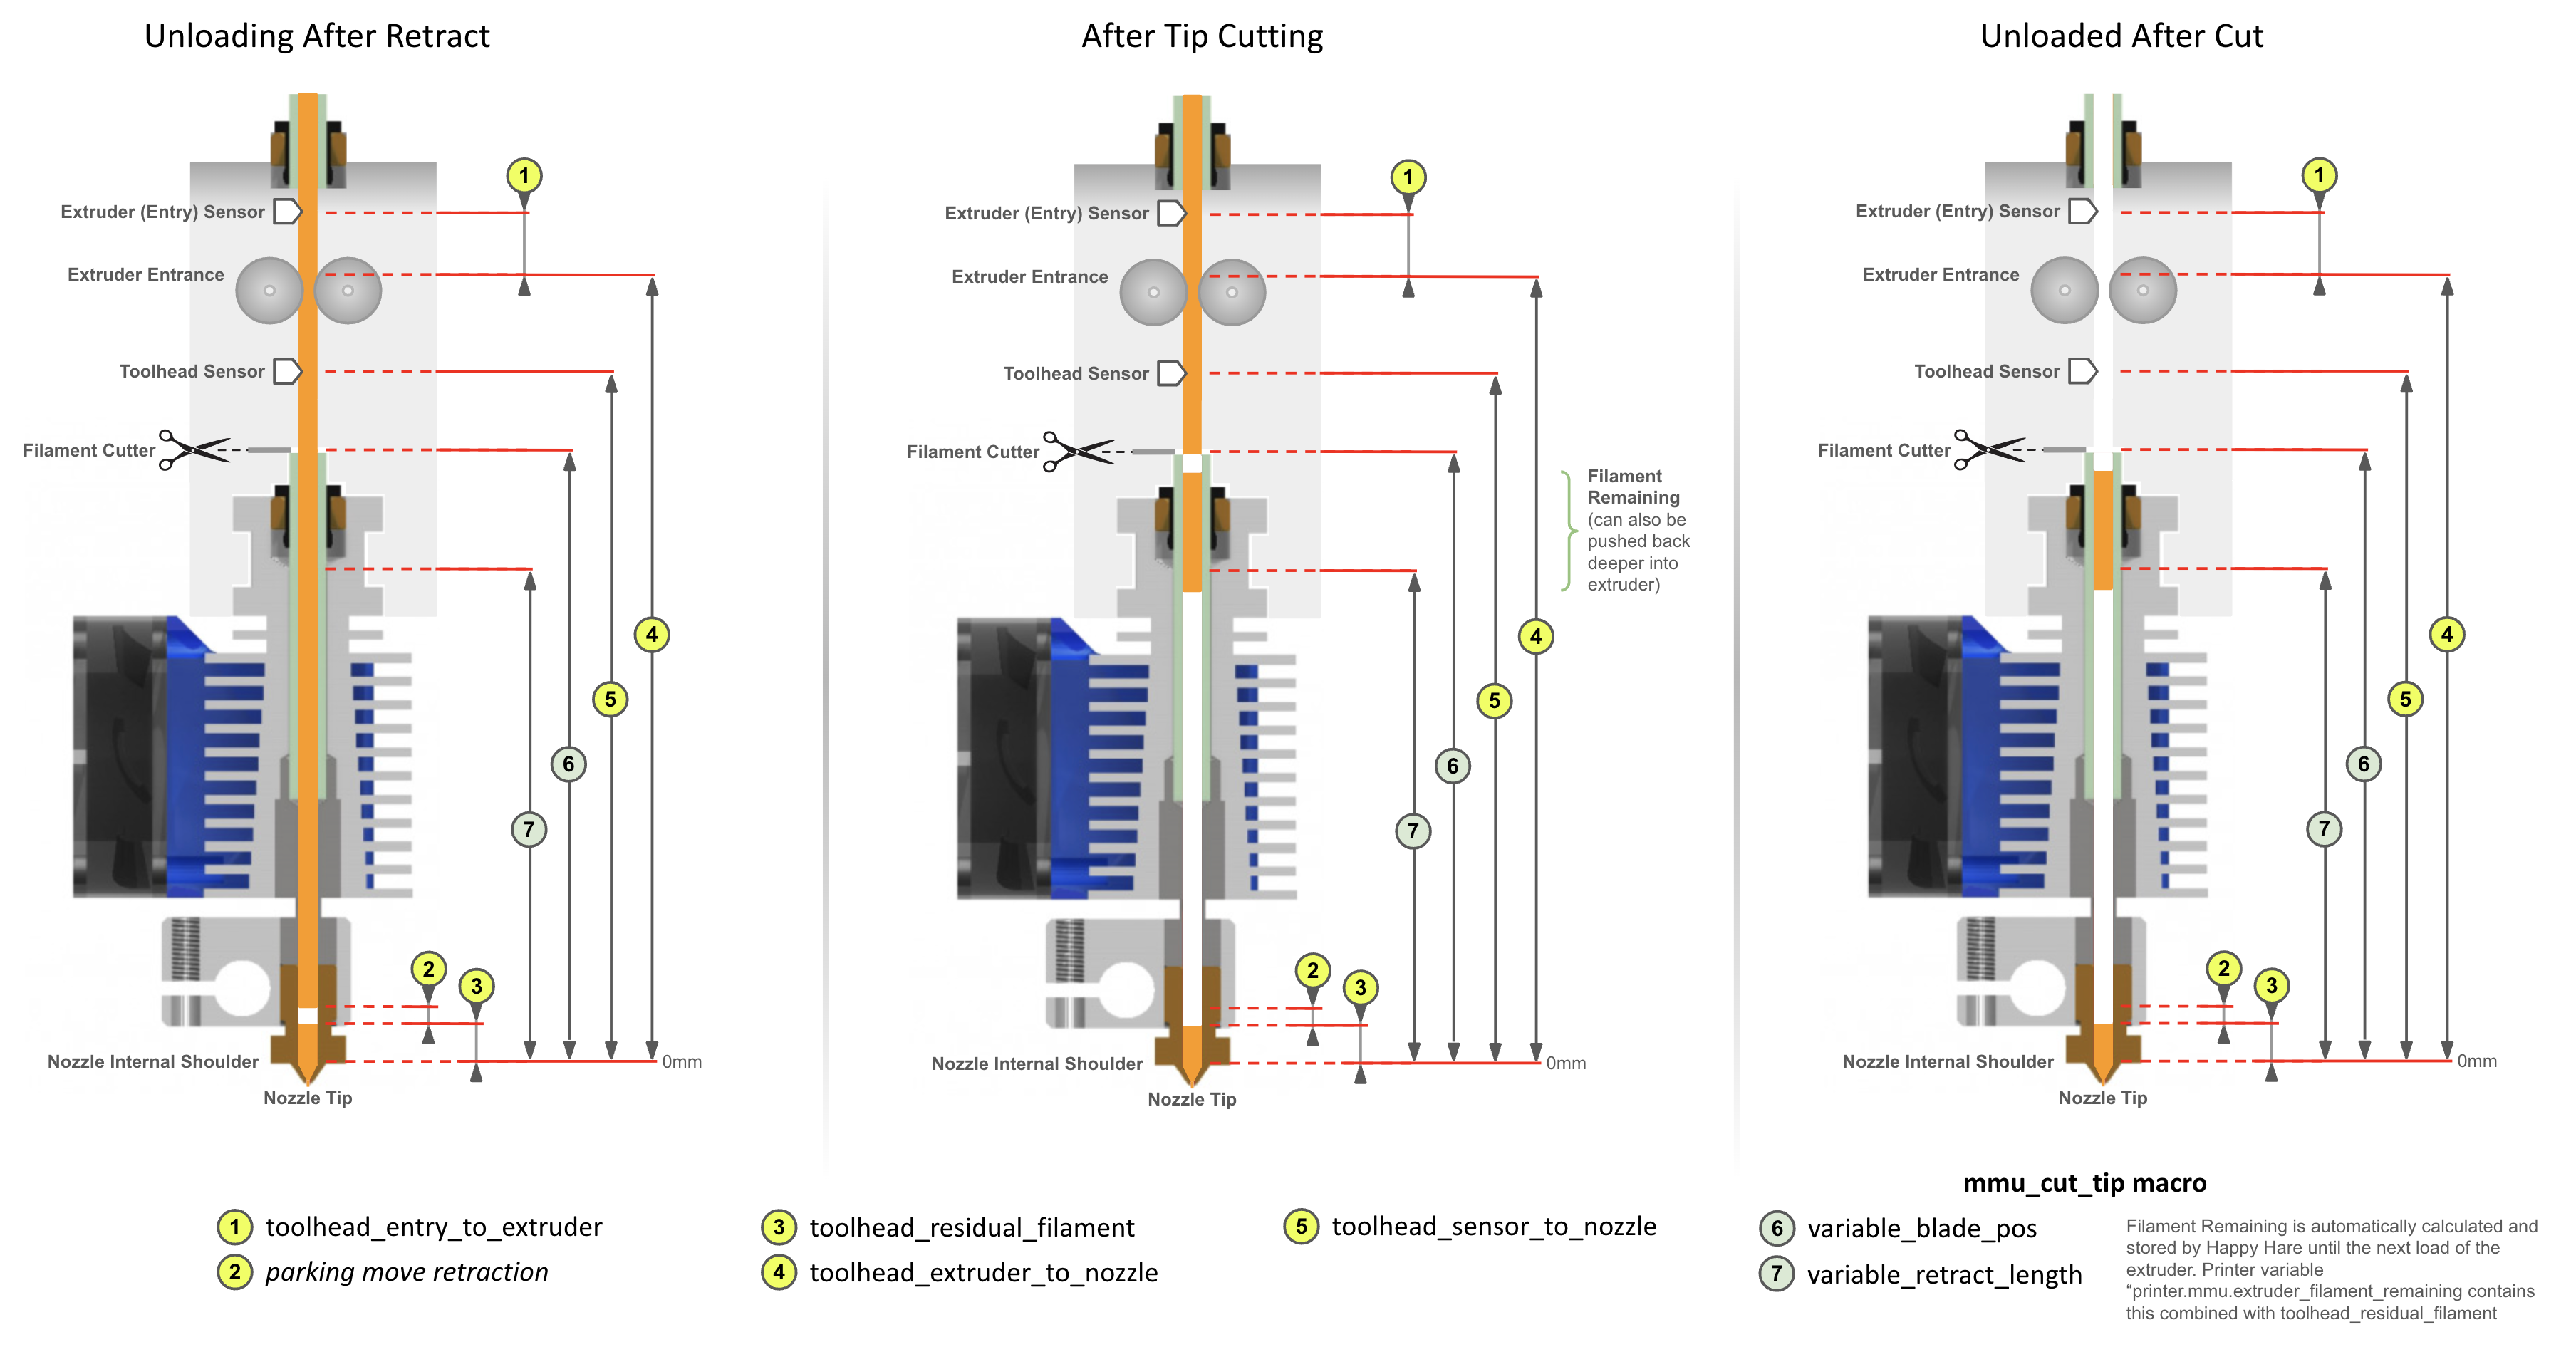 Unloading After Retract
1
Extruder (Entry) Sensor
Extruder Entrance
Toolhead Sensor
Filament Cutter
4
5
6
7
2
3
Nozzle Internal Shoulder
0mm
Nozzle Tip
After Tip Cutting
1
Extruder (Entry) Sensor
Extruder Entrance
Toolhead Sensor
Filament Cutter
Filament
Remaining
(can also be
pushed back
deeper into
extruder)
4
5
6
7
2
3
Nozzle Internal Shoulder
0mm
Nozzle Tip
Unloaded After Cut
1
Extruder (Entry) Sensor
Extruder Entrance
Toolhead Sensor
Filament Cutter
4
5
6
7
2
3
Nozzle Internal Shoulder
0mm
Nozzle Tip
1 toolhead_entry_to_extruder
2 parking move retraction
3 toolhead_residual_filament
4 toolhead_extruder_to_nozzle
5 toolhead_sensor_to_nozzle
mmu_cut_tip macro
6 variable_blade_pos
7 variable_retract_length
Filament Remaining is automatically calculated and
stored by Happy Hare until the next load of the
extruder. Printer variable
“printer.mmu.extruder_filament_remaining contains
this combined with toolhead_residual_filament